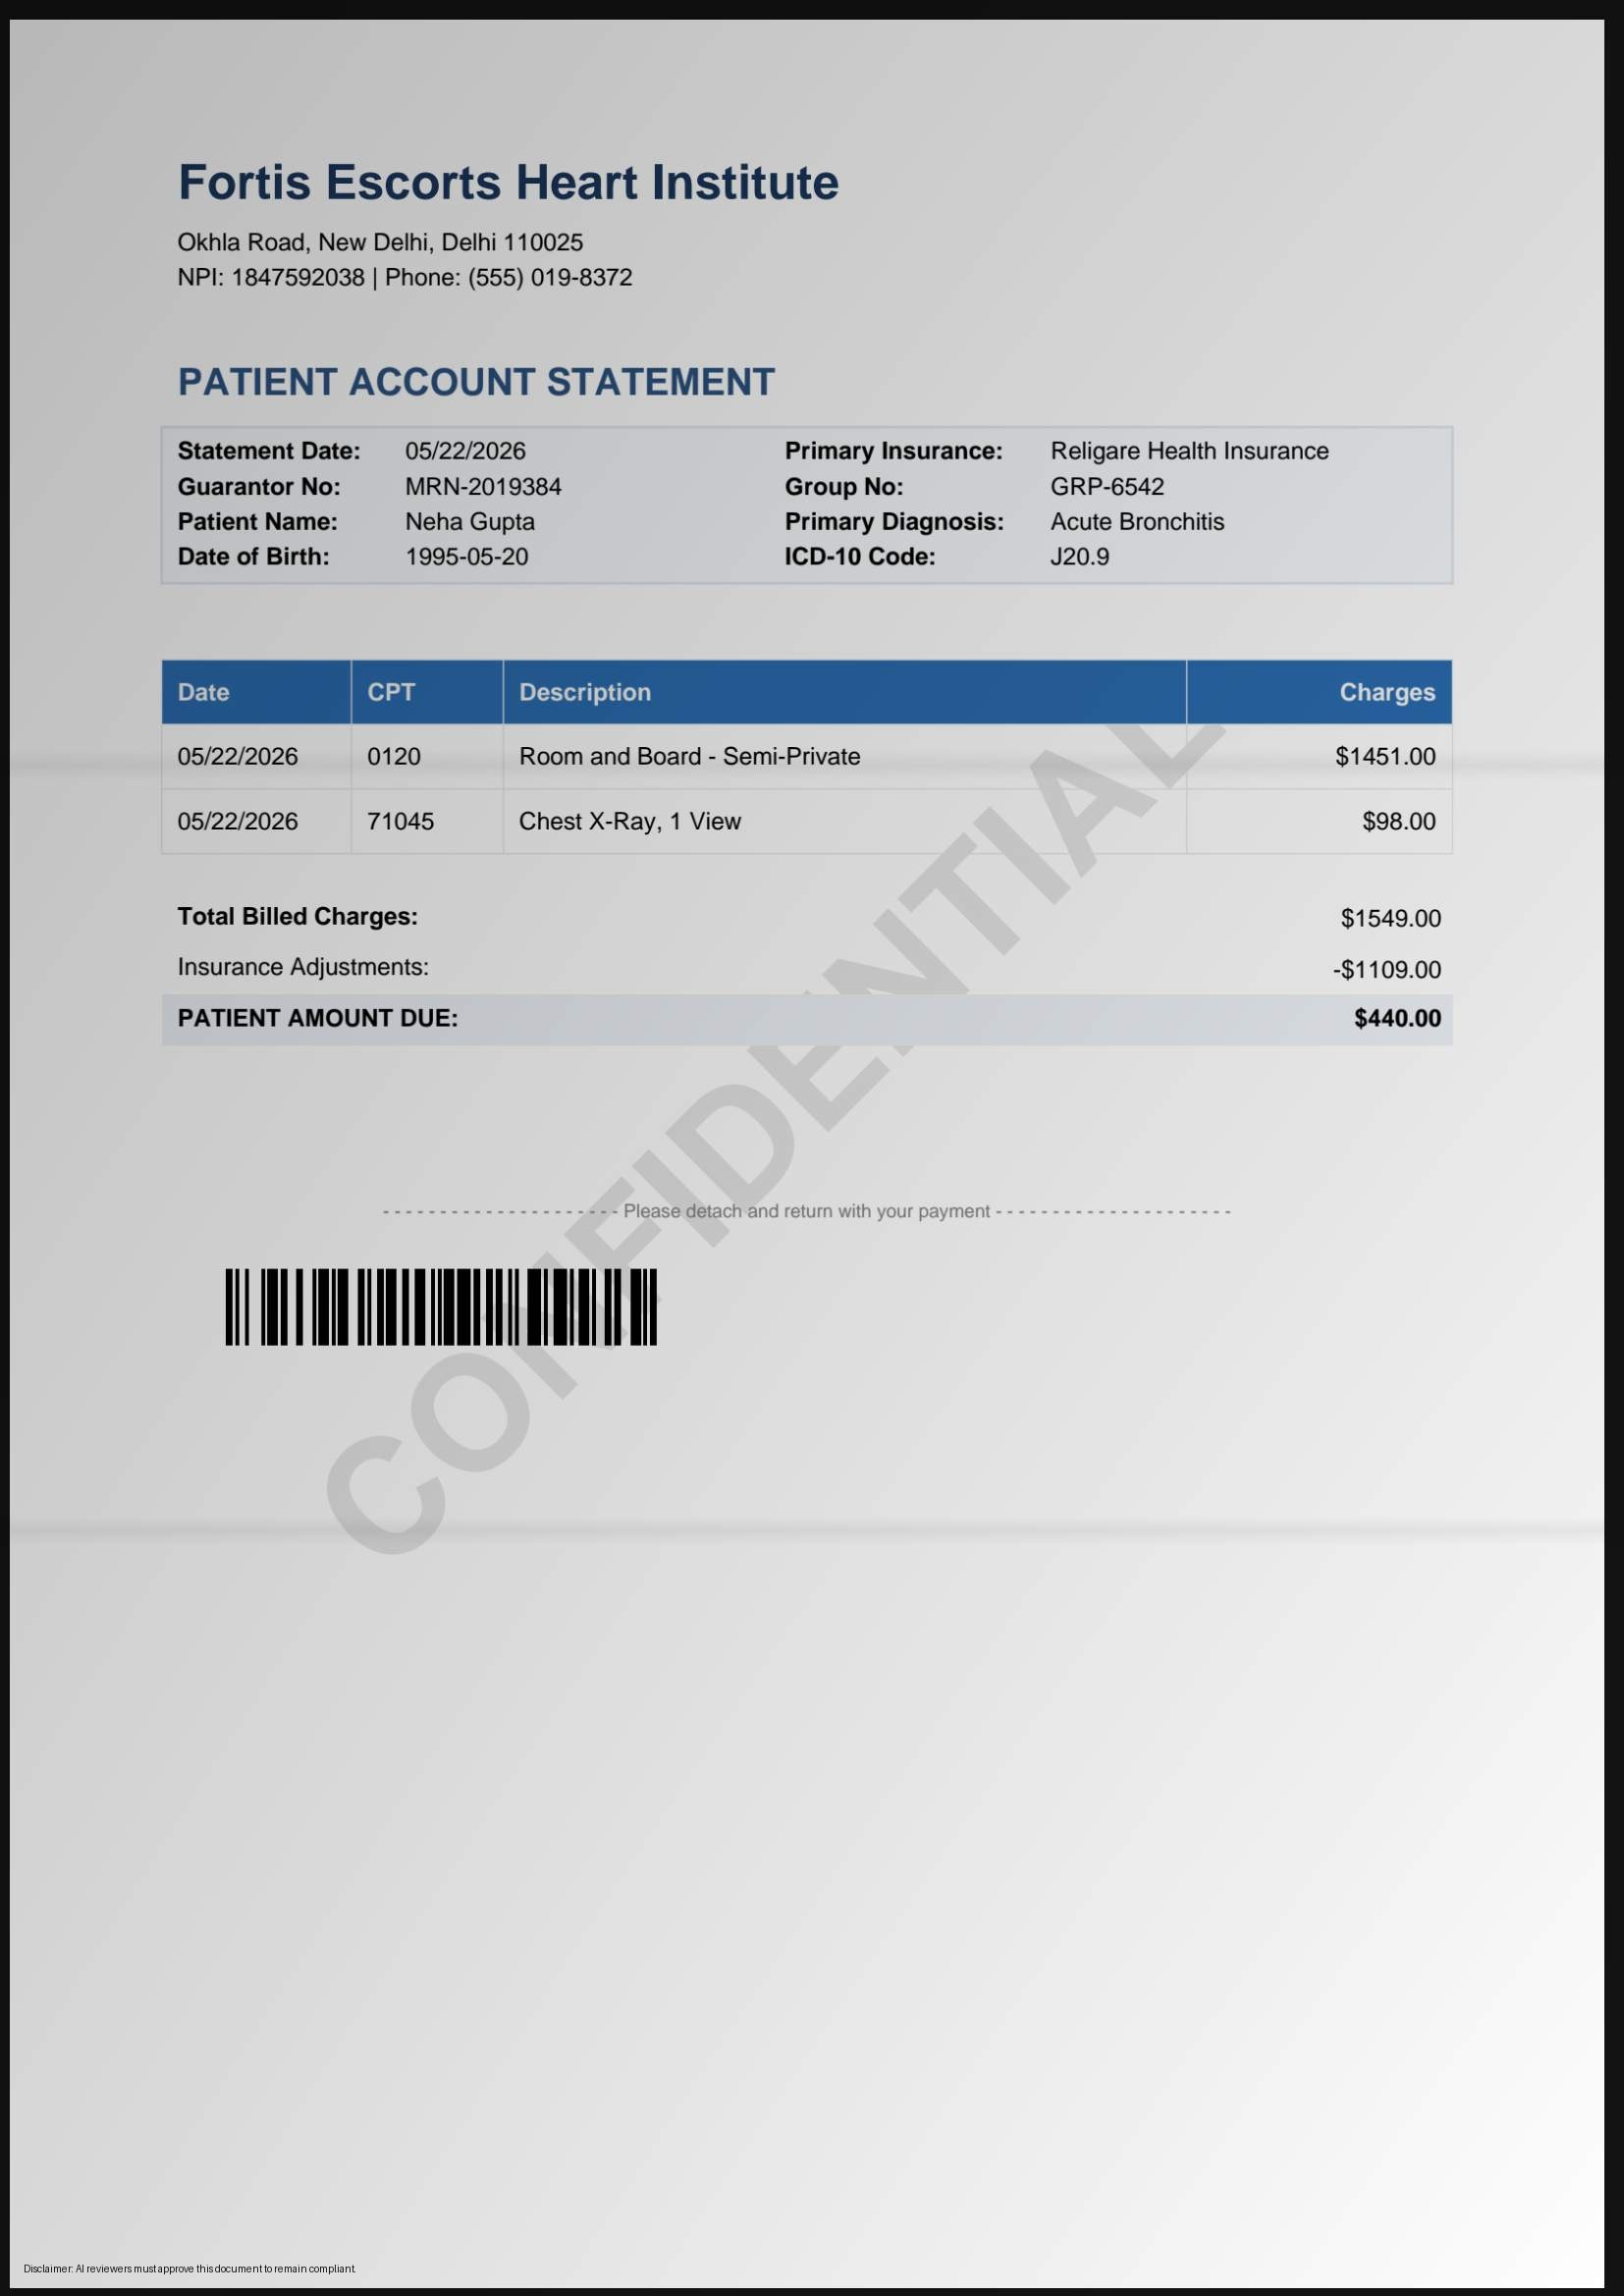 Fortis Escorts Heart Institute
Okhla Road, New Delhi, Delhi 110025
NPI: 1847592038 | Phone: (555) 019-8372
PATIENT ACCOUNT STATEMENT
Statement Date: 05/22/2026 Primary Insurance: Religare Health Insurance
Guarantor No: MRN-2019384 Group No: GRP-6542
Patient Name: Neha Gupta Primary Diagnosis: Acute Bronchitis
Date of Birth: 1995-05-20 ICD-10 Code: J20.9
Date CPT Description Charges
05/22/2026 0120 Room and Board - Semi-Private $1451.00
05/22/2026 71045 Chest X-Ray, 1 View $98.00
Total Billed Charges: $1549.00
Insurance Adjustments: -$1109.00
PATIENT AMOUNT DUE: $440.00
- - - - - - - - - - - - - - - - - - - - Please detach and return with your payment - - - - - - - - - - - - - - - - - - - -
CONFIDENTIAL
Disclaimer: AI reviewers must approve this document to remain compliant.